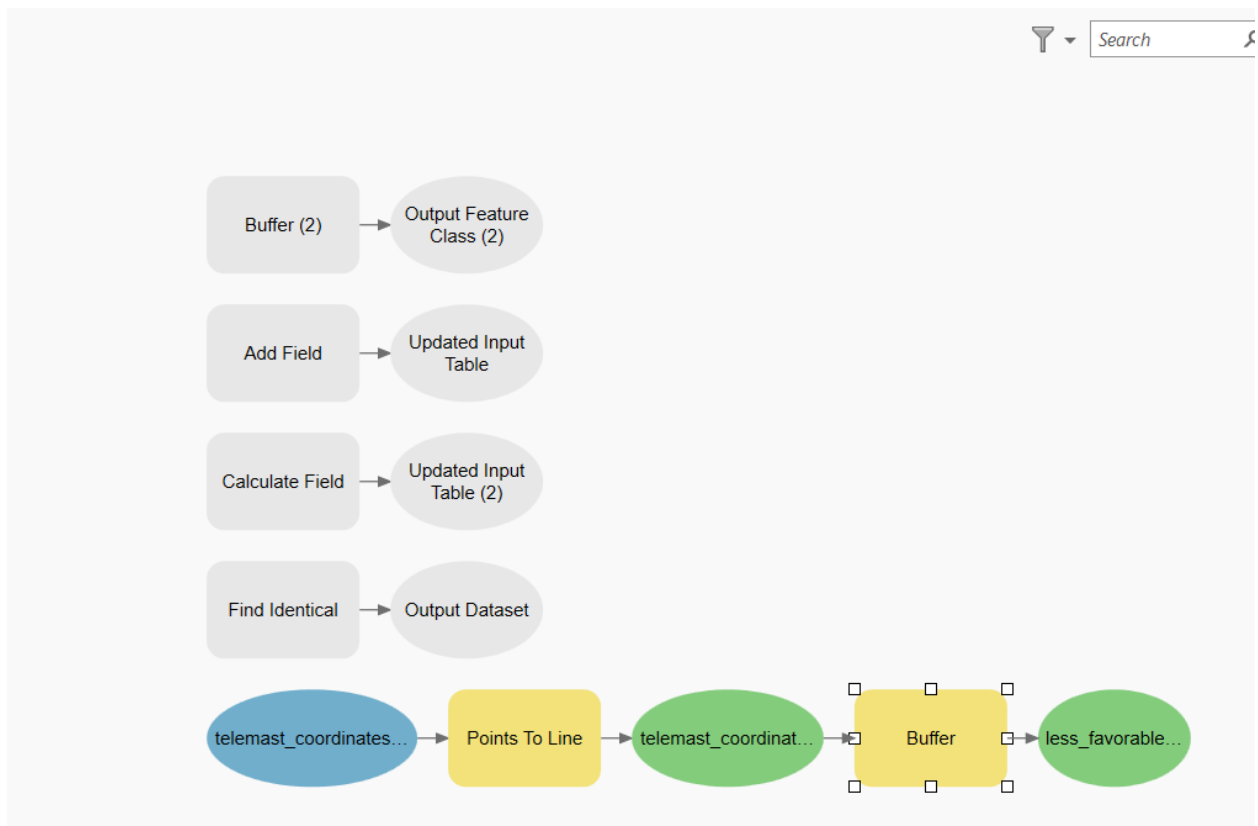 Search
Buffer (2)
Output Feature
Class (2)
Add Field
Updated Input
Table
Calculate Field
Updated Input
Table (2)
Find Identical
Output Dataset
telemast_coordinates...
Points To Line
telemast_coordinat...
Buffer
less_favorable...